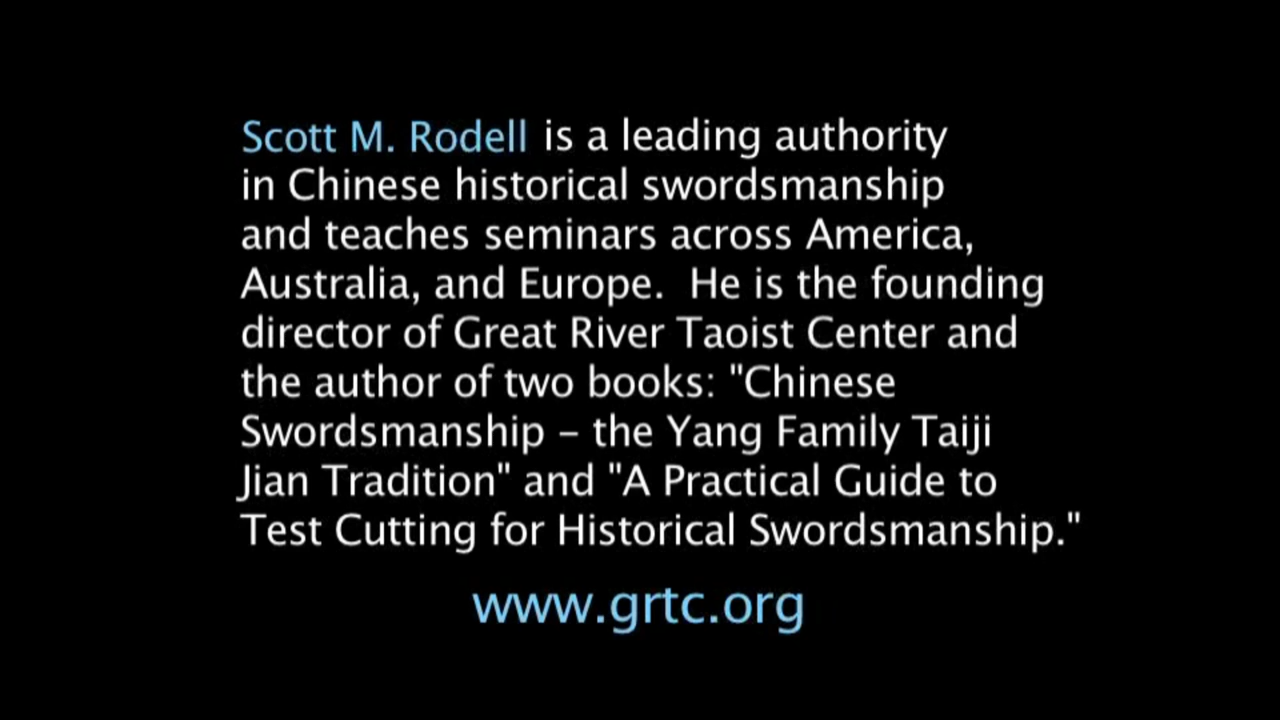 Scott M. Rodell is a leading authority
in Chinese historical swordsmanship
and teaches seminars across America,
Australia, and Europe.  He is the founding
director of Great River Taoist Center and
the author of two books: "Chinese
Swordsmanship – the Yang Family Taiji
Jian Tradition" and "A Practical Guide to
Test Cutting for Historical Swordsmanship."
www.grtc.org